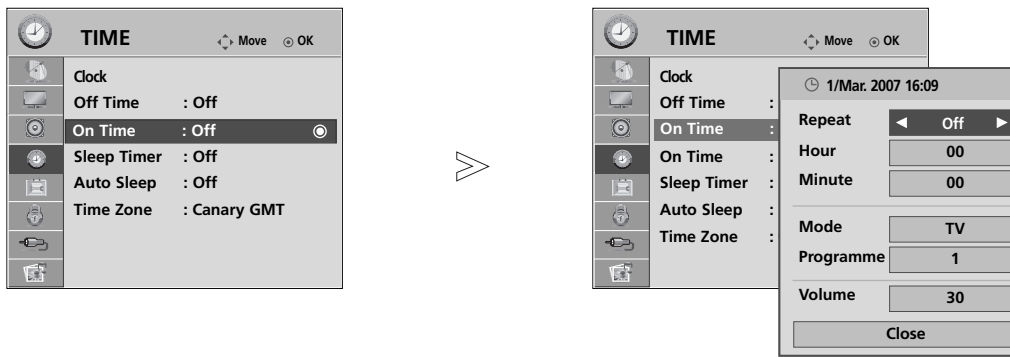 TIME Move OK
Clock
Off Time : Off
On Time : Off
Sleep Timer : Off
Auto Sleep : Off
Time Zone : Canary GMT
TIME Move OK
Clock
Off Time :
On Time :
On Time :
Sleep Timer :
Auto Sleep :
Time Zone :
1/Mar. 2007 16:09
Repeat ◀ Off ▶
Hour 00
Minute 00
Mode TV
Programme 1
Volume 30
Close